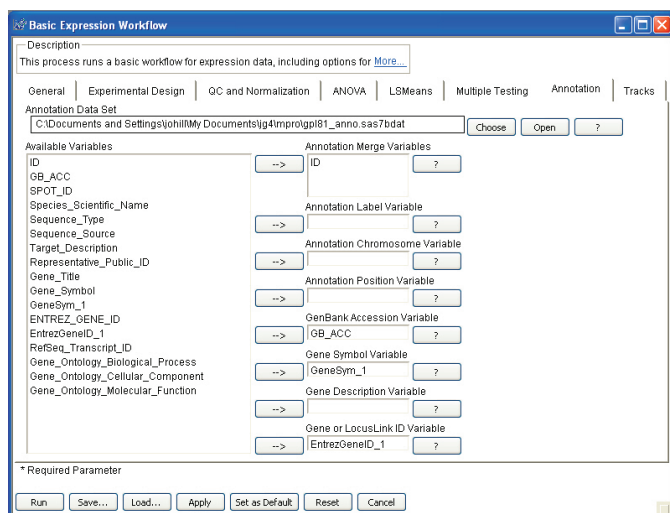 Basic Expression Workflow
Description
This process runs a basic workflow for expression data, including options for More...
General Experimental Design QC and Normalization ANOVA LSMeans Multiple Testing Annotation Tracks
Annotation Data Set
C:\Documents and Settings\johill\My Documents\jg4\mpro\gpl81_anno.sas7bdat Choose Open ?
Available Variables Annotation Merge Variables
ID --> ID ?
GB_ACC
SPOT_ID
Species_Scientific_Name
Sequence_Type Annotation Label Variable
Sequence_Source --> ?
Target_Description Annotation Chromosome Variable
Representative_Public_ID --> ?
Gene_Title
Gene_Symbol Annotation Position Variable
GeneSym_1 --> ?
ENTREZ_GENE_ID GenBank Accession Variable
EntrezGeneID_1 --> GB_ACC ?
RefSeq_Transcript_ID
Gene_Ontology_Biological_Process Gene Symbol Variable
Gene_Ontology_Cellular_Component --> GeneSym_1 ?
Gene_Ontology_Molecular_Function Gene Description Variable
--> ?
Gene or LocusLink ID Variable
--> EntrezGeneID_1 ?
* Required Parameter
Run Save... Load... Apply Set as Default Reset Cancel